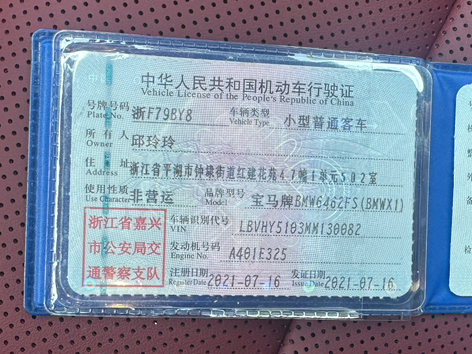 中华人民共和国机动车行驶证
Vehicle License of the People's Republic of China
号牌号码 浙F79BY8 车辆类型 小型普通客车
Plate No. Vehicle Type
所有人 邱玲玲
Owner
住址 浙江省平湖市钟埭街道红建花苑47幢1单元502室
Address
使用性质 非营运 品牌型号 宝马牌BMW6462FS(BMWX1)
Use Character Model
浙江省嘉兴
市公安局交
通警察支队
车辆识别代号 LBVHY5103MM130082
VIN
发动机号码 A401E325
Engine No.
注册日期 2021-07-16 发证日期 2021-07-16
Register Date Issue Date